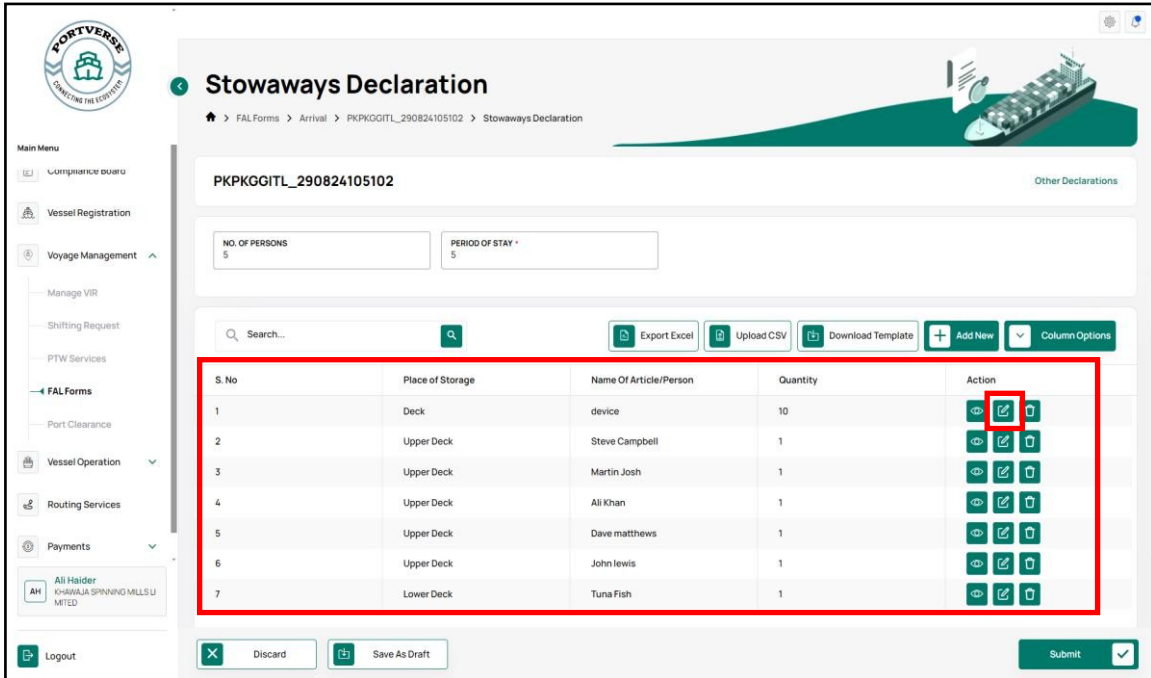 PORTVERSE
CONNECTING THE ECOSYSTEM
Stowaways Declaration
FAL Forms > Arrival > PKPKGGITL_290824105102 > Stowaways Declaration
Main Menu
Compliance Board
Vessel Registration
Voyage Management
Manage VIR
Shifting Request
PTW Services
FAL Forms
Port Clearance
Vessel Operation
Routing Services
Payments
AH
Ali Haider
KHAWAJA SPINNING MILLS LI
MITED
Logout
PKPKGGITL_290824105102 Other Declarations
NO. OF PERSONS
5
PERIOD OF STAY *
5
Search... Export Excel Upload CSV Download Template Add New Column Options
S. No Place of Storage Name Of Article/Person Quantity Action
1 Deck device 10
2 Upper Deck Steve Campbell 1
3 Upper Deck Martin Josh 1
4 Upper Deck Ali Khan 1
5 Upper Deck Dave matthews 1
6 Upper Deck John lewis 1
7 Lower Deck Tuna Fish 1
Discard Save As Draft Submit